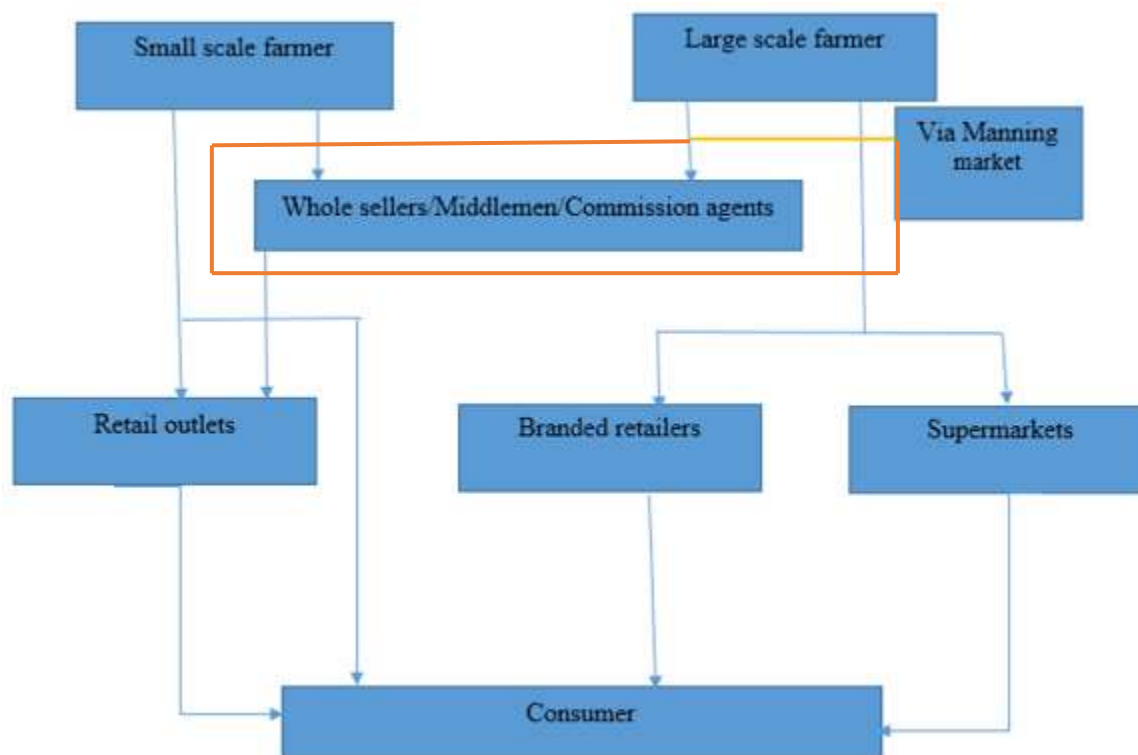 Small scale farmer
Large scale farmer
Via Manning
market
Whole sellers/Middlemen/Commission agents
Retail outlets
Branded retailers
Supermarkets
Consumer